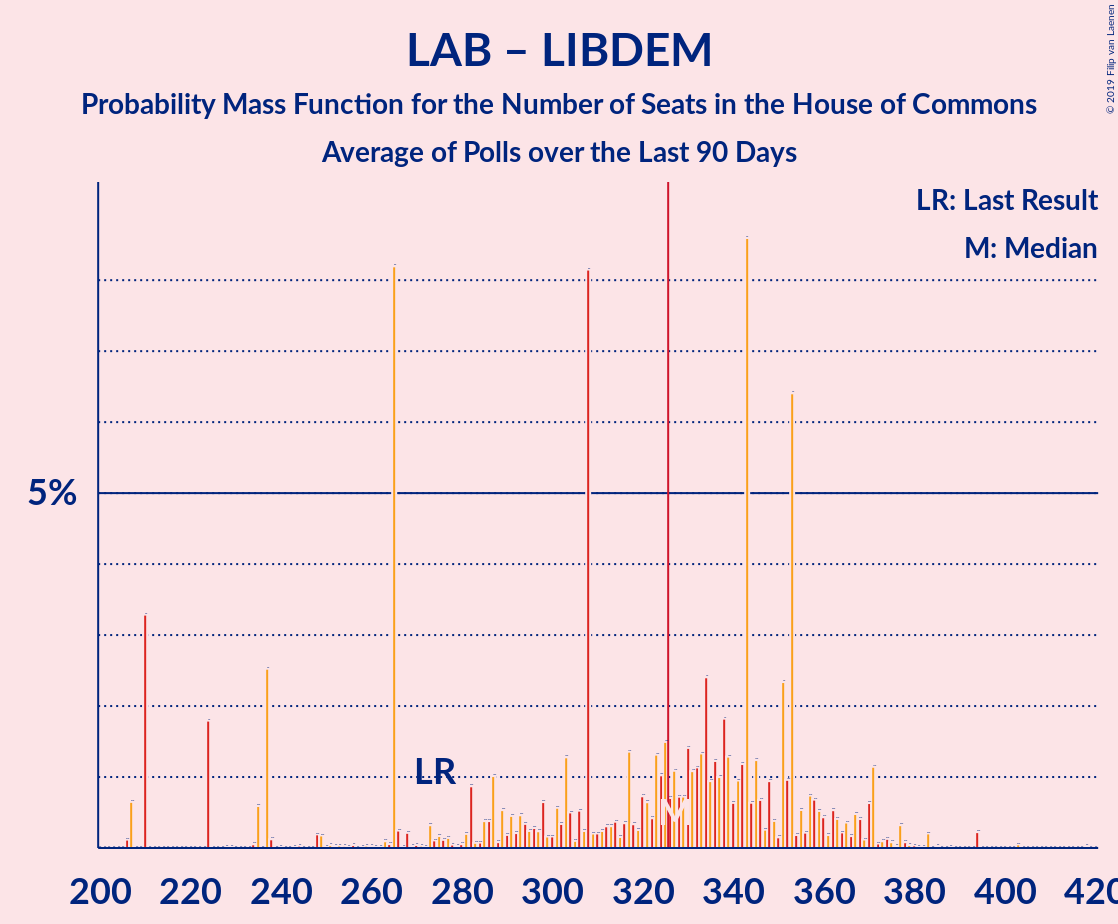 LAB – LIBDEM
Probability Mass Function for the Number of Seats in the House of Commons
Average of Polls over the Last 90 Days
© 2019 Filip van Laenen
LR: Last Result
M: Median
5%
LR
M
200 220 240 260 280 300 320 340 360 380 400 420